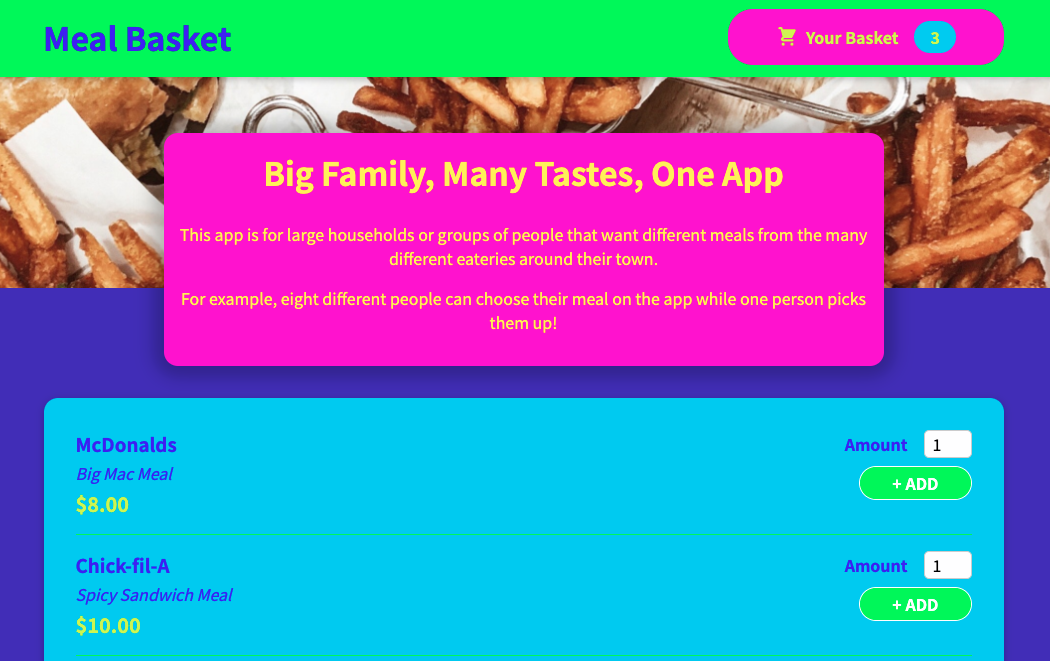 Meal Basket
Your Basket 3
Big Family, Many Tastes, One App
This app is for large households or groups of people that want different meals from the many
different eateries around their town.
For example, eight different people can choose their meal on the app while one person picks
them up!
McDonalds
Big Mac Meal
$8.00
Amount 1
+ ADD
Chick-fil-A
Spicy Sandwich Meal
$10.00
Amount 1
+ ADD